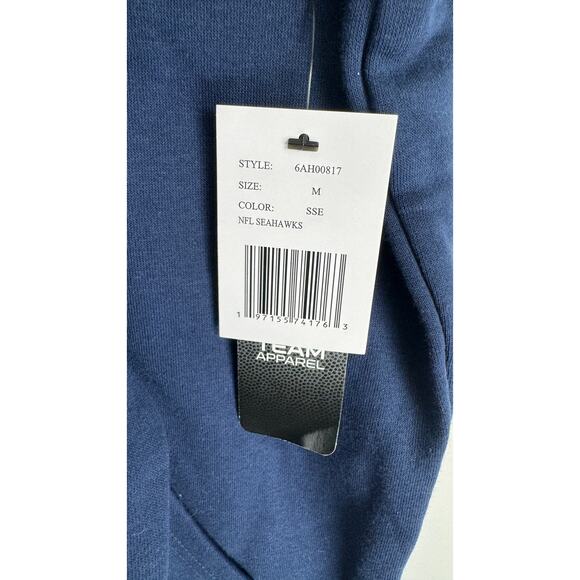 STYLE: 6AH00817
SIZE: M
COLOR: SSE
NFL SEAHAWKS
1 97155 74176 3
TEAM
APPAREL